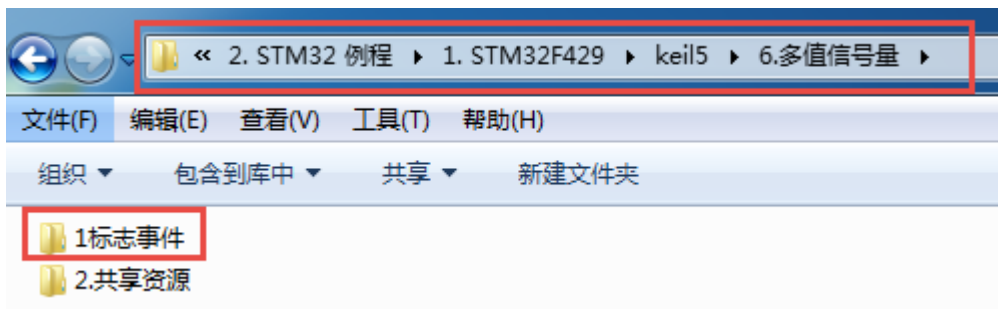 « 2. STM32 例程 ▸ 1. STM32F429 ▸ keil5 ▸ 6.多值信号量 ▸
文件(F) 编辑(E) 查看(V) 工具(T) 帮助(H)
组织 ▼ 包含到库中 ▼ 共享 ▼ 新建文件夹
1标志事件
2.共享资源